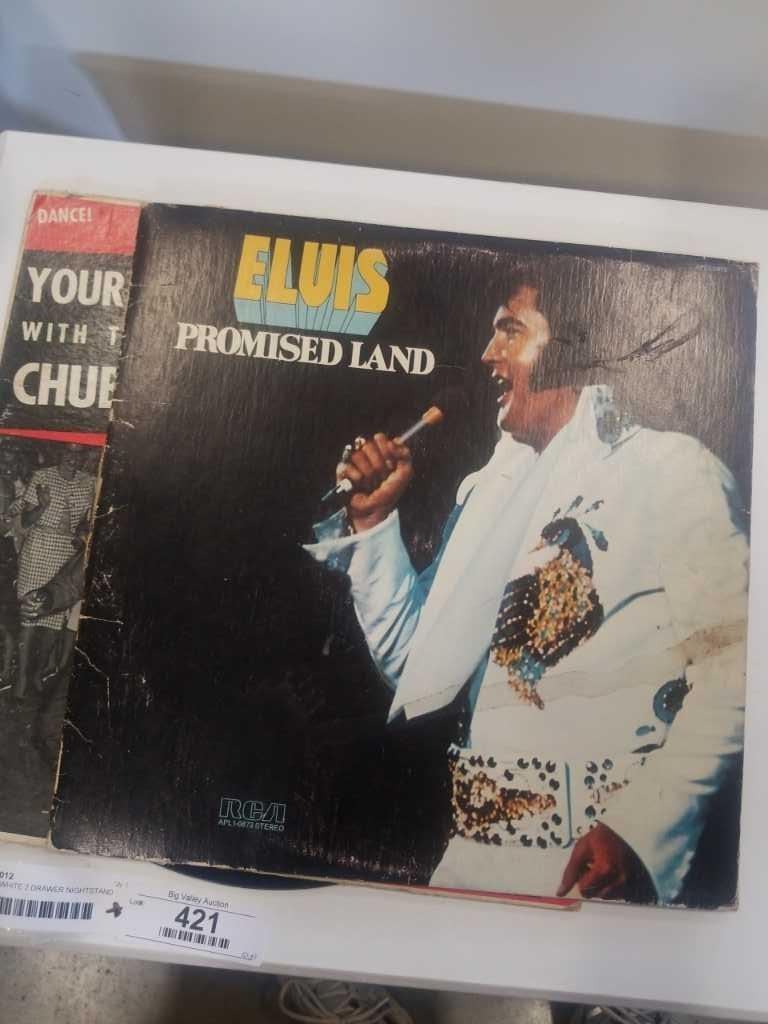 DANCE!
YOUR
WITH T
CHUB
ELVIS
PROMISED LAND
RCA
APL1-0873 STEREO
012
WHITE 2 DRAWER NIGHTSTAND
Big Valley Auction
Lot#:
421